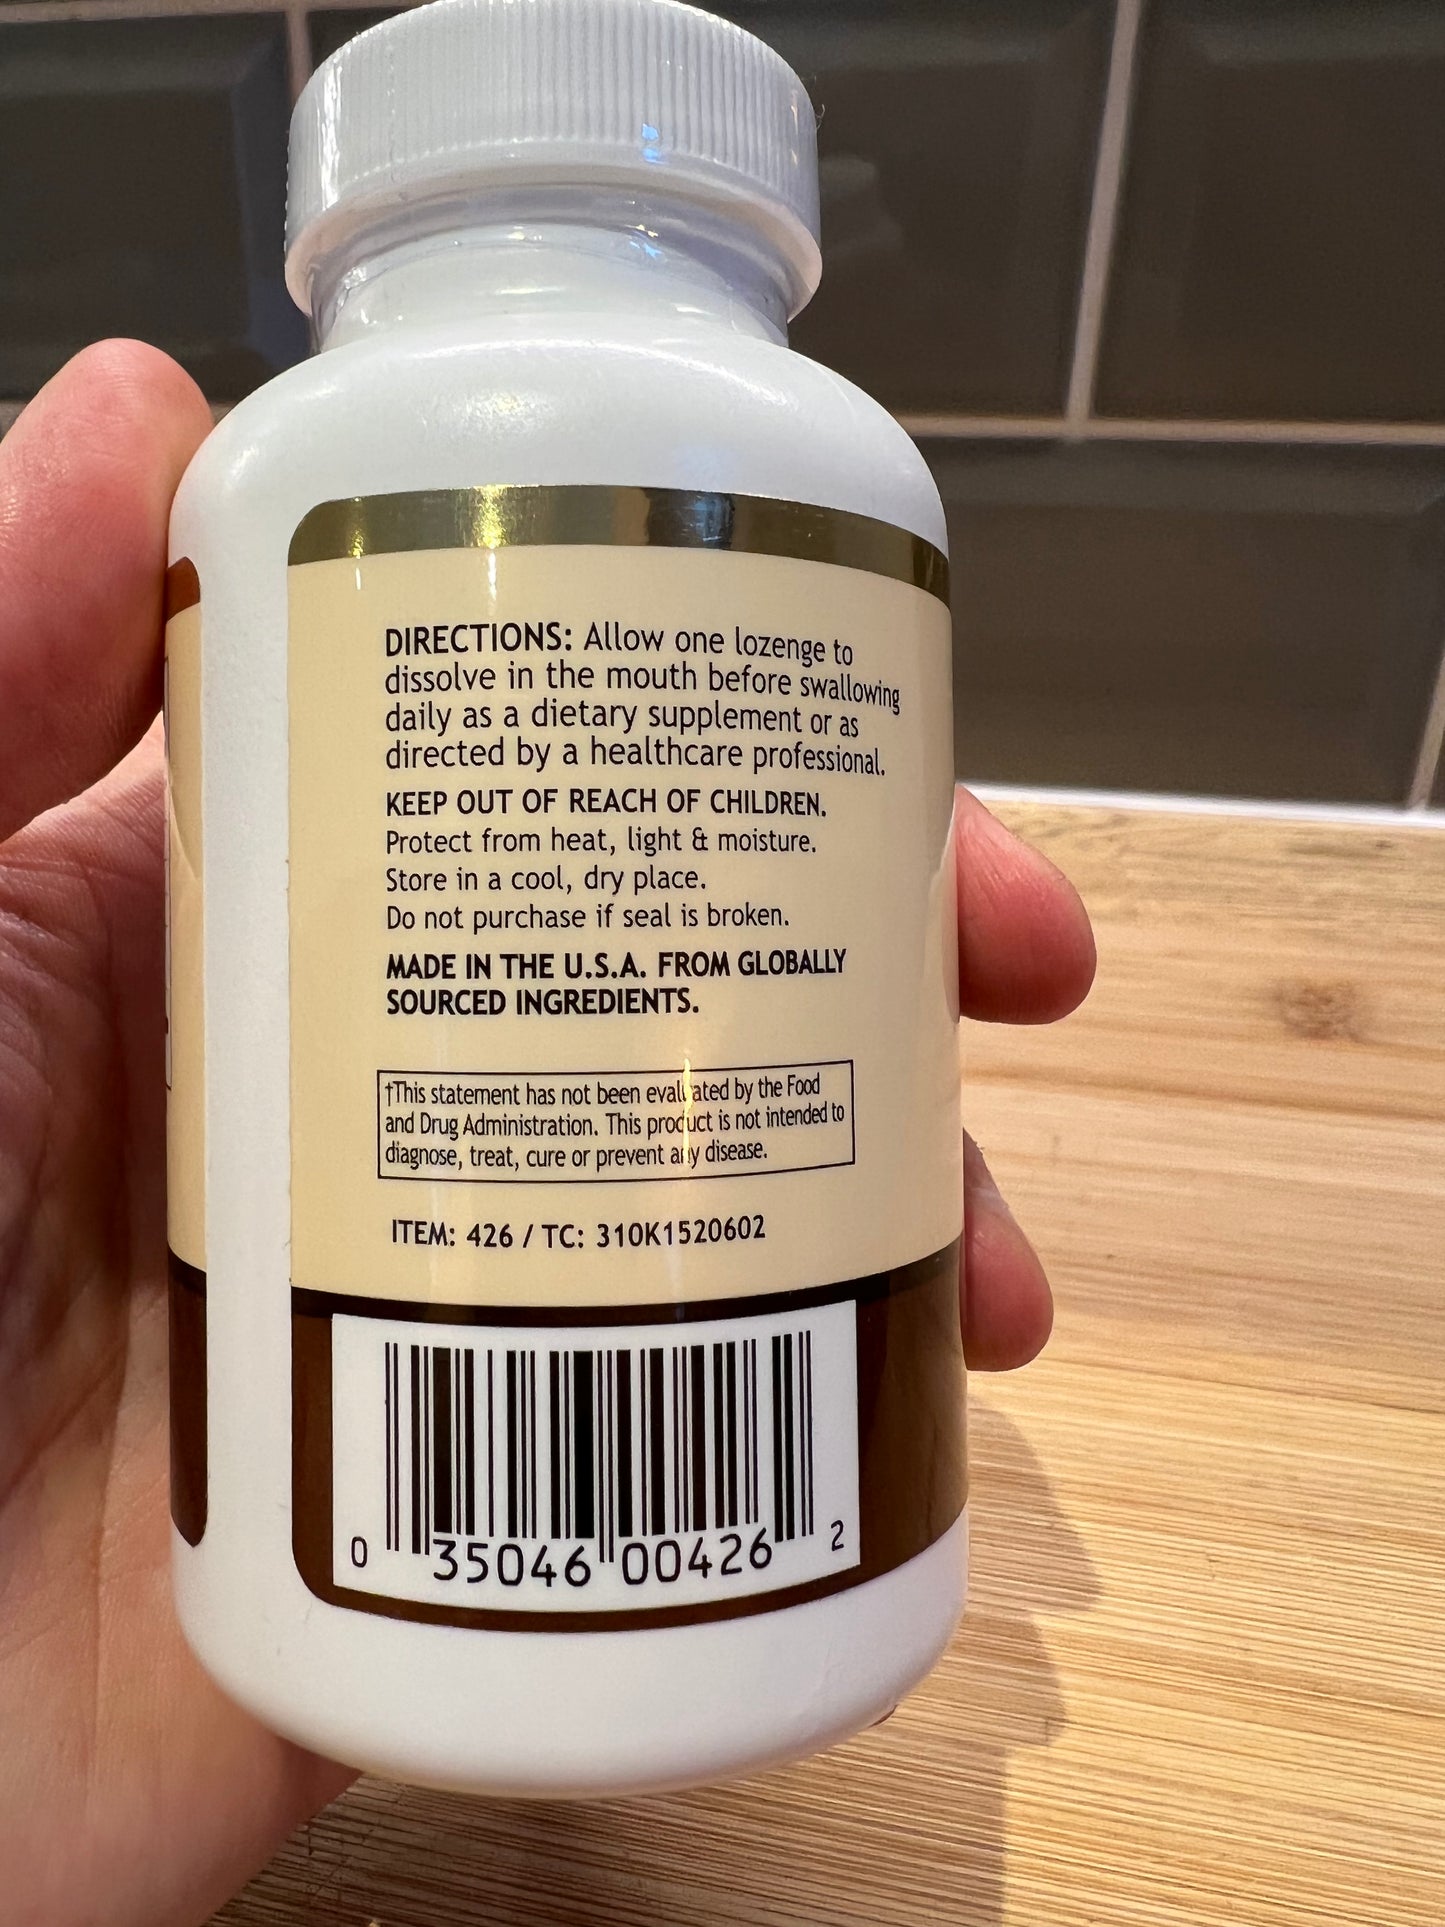 DIRECTIONS: Allow one lozenge to
dissolve in the mouth before swallowing
daily as a dietary supplement or as
directed by a healthcare professional.
KEEP OUT OF REACH OF CHILDREN.
Protect from heat, light & moisture.
Store in a cool, dry place.
Do not purchase if seal is broken.
MADE IN THE U.S.A. FROM GLOBALLY
SOURCED INGREDIENTS.
†This statement has not been evaluated by the Food
and Drug Administration. This product is not intended to
diagnose, treat, cure or prevent any disease.
ITEM: 426 / TC: 310K1520602
0 35046 00426 2